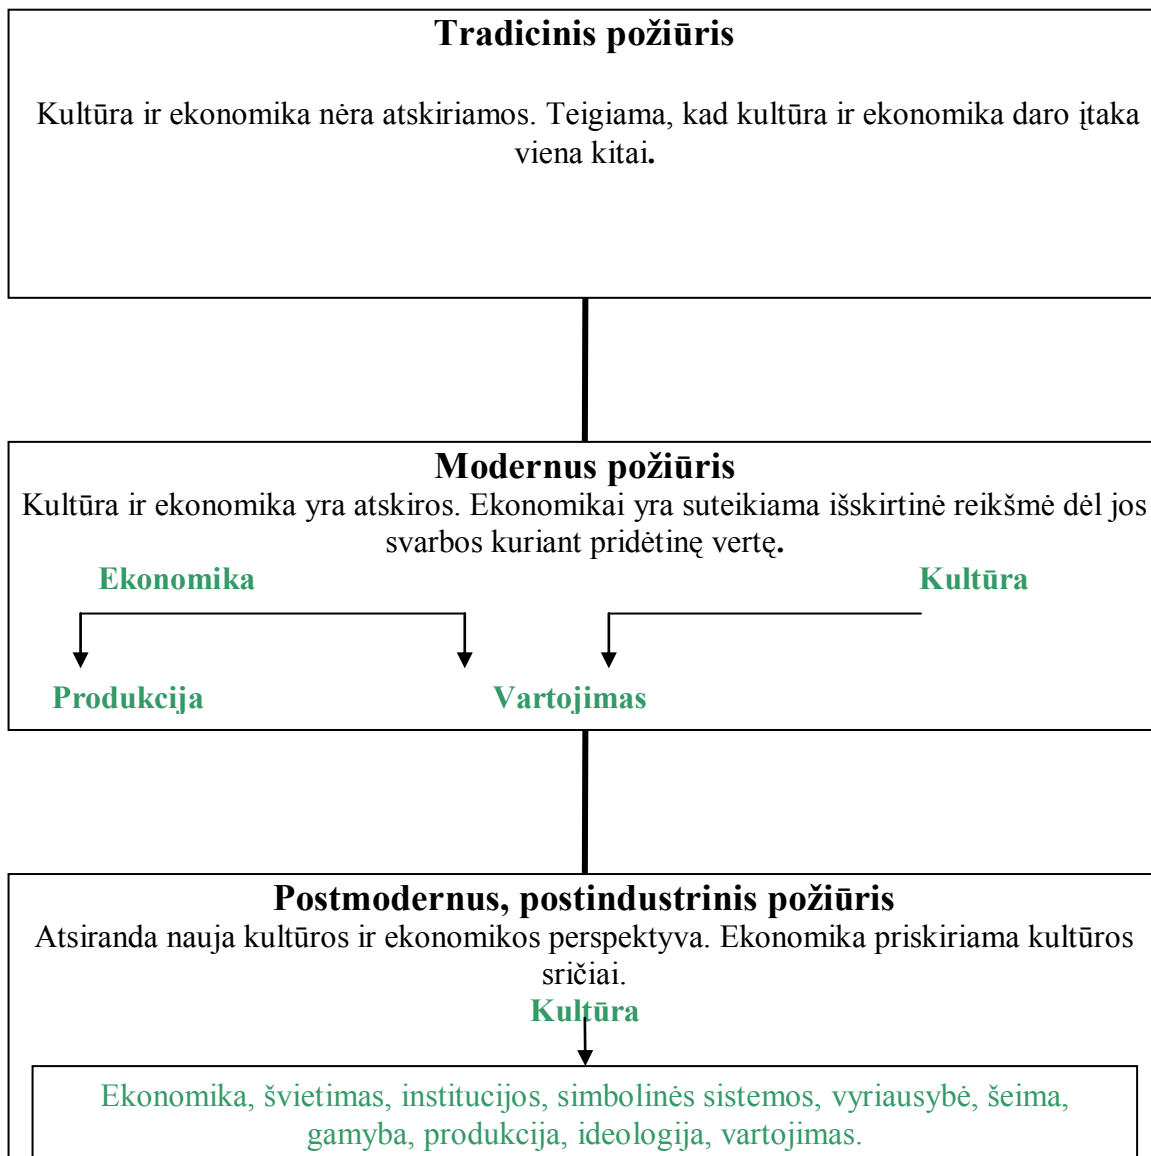 Tradicinis požiūris
Kultūra ir ekonomika nėra atskiriamos. Teigiama, kad kultūra ir ekonomika daro įtaka
viena kitai.
Modernus požiūris
Kultūra ir ekonomika yra atskiros. Ekonomikai yra suteikiama išskirtinė reikšmė dėl jos
svarbos kuriant pridėtinę vertę.
Ekonomika Kultūra
Produkcija Vartojimas
Postmodernus, postindustrinis požiūris
Atsiranda nauja kultūros ir ekonomikos perspektyva. Ekonomika priskiriama kultūros
sričiai.
Kultūra
Ekonomika, švietimas, institucijos, simbolinės sistemos, vyriausybė, šeima,
gamyba, produkcija, ideologija, vartojimas.